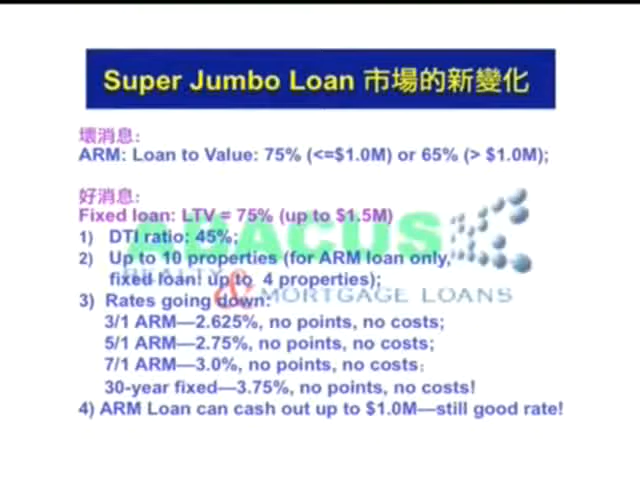 Super Jumbo Loan 市場的新變化
壞消息:
ARM: Loan to Value: 75% (<=$1.0M) or 65% (> $1.0M);
好消息:
Fixed loan: LTV = 75% (up to $1.5M)
1) DTI ratio: 45%;
2) Up to 10 properties (for ARM loan only,
fixed loan: up to 4 properties);
3) Rates going down:
3/1 ARM—2.625%, no points, no costs;
5/1 ARM—2.75%, no points, no costs;
7/1 ARM—3.0%, no points, no costs;
30-year fixed—3.75%, no points, no costs!
4) ARM Loan can cash out up to $1.0M—still good rate!
ABACUS
REALTY & MORTGAGE LOANS